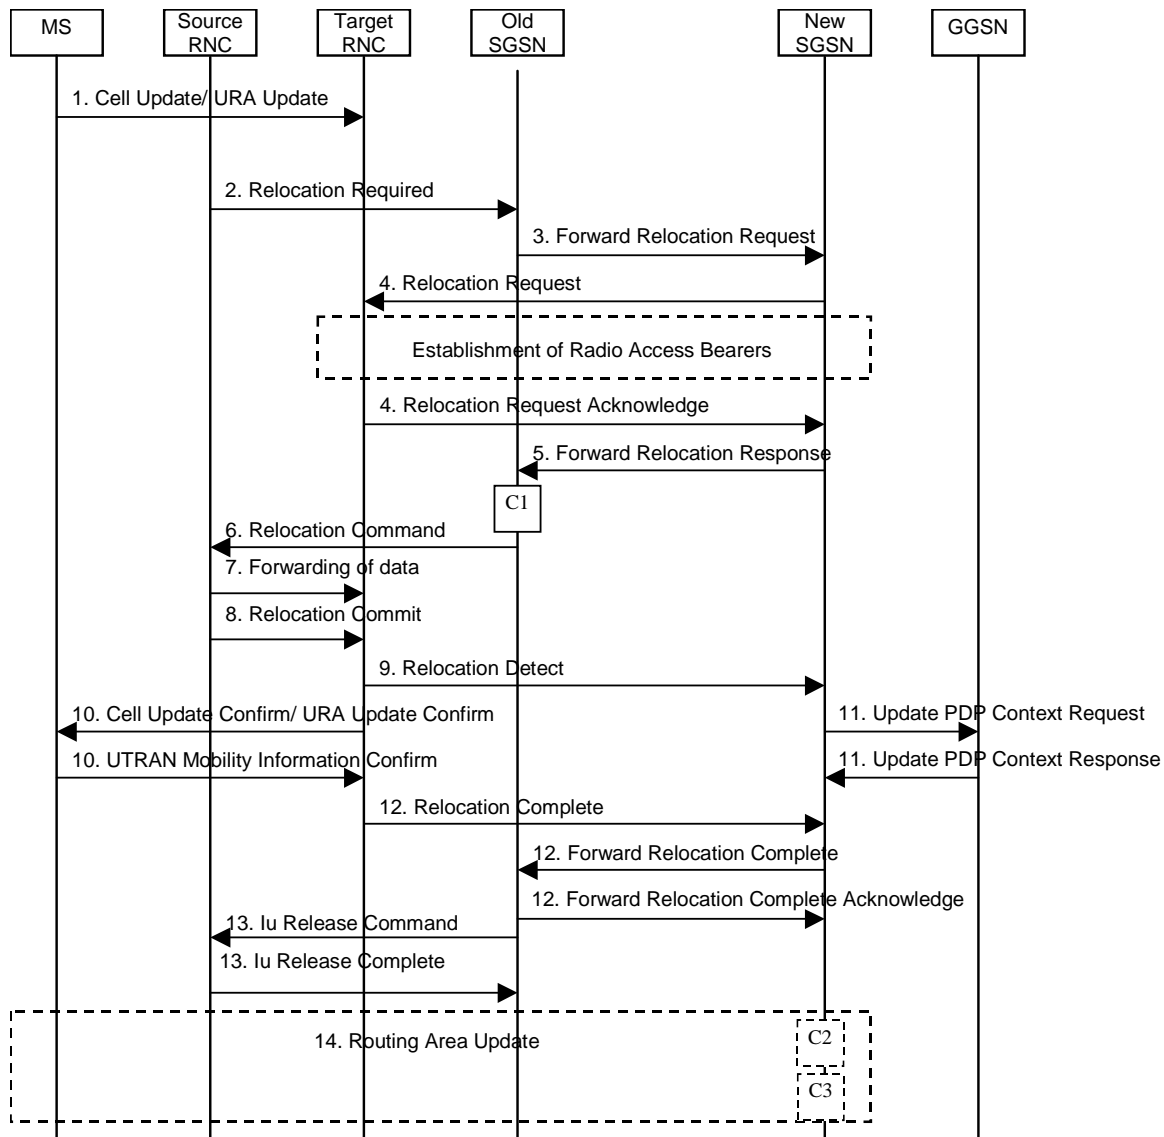 MS
Source
RNC
Target
RNC
Old
SGSN
New
SGSN
GGSN
1. Cell Update/ URA Update
2. Relocation Required
3. Forward Relocation Request
4. Relocation Request
Establishment of Radio Access Bearers
4. Relocation Request Acknowledge
5. Forward Relocation Response
C1
6. Relocation Command
7. Forwarding of data
8. Relocation Commit
9. Relocation Detect
10. Cell Update Confirm/ URA Update Confirm
11. Update PDP Context Request
10. UTRAN Mobility Information Confirm
11. Update PDP Context Response
12. Relocation Complete
12. Forward Relocation Complete
12. Forward Relocation Complete Acknowledge
13. Iu Release Command
13. Iu Release Complete
14. Routing Area Update
C2
C3